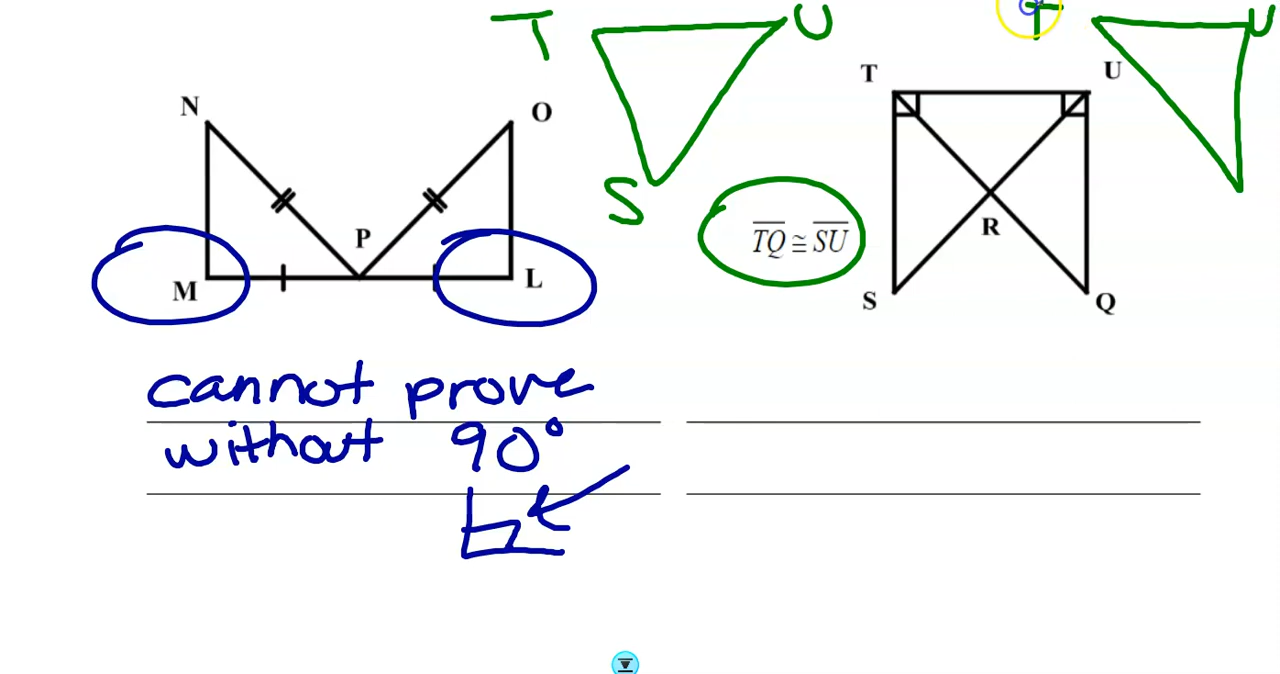 T U T U
N O
P
M L
S
TQ ≅ SU
T U
R
S Q
cannot prove
without 90°